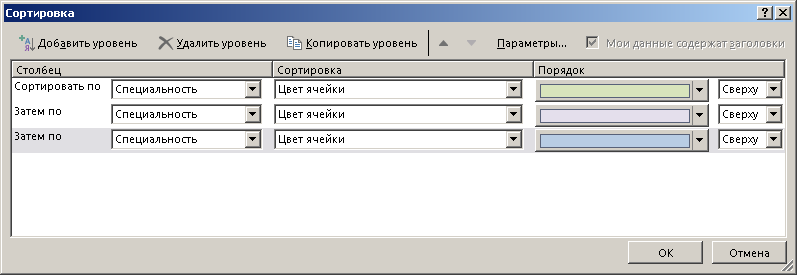 Сортировка
Добавить уровень Удалить уровень Копировать уровень Параметры... Мои данные содержат заголовки
Столбец Сортировка Порядок
Сортировать по Специальность Цвет ячейки Сверху
Затем по Специальность Цвет ячейки Сверху
Затем по Специальность Цвет ячейки Сверху
OK Отмена